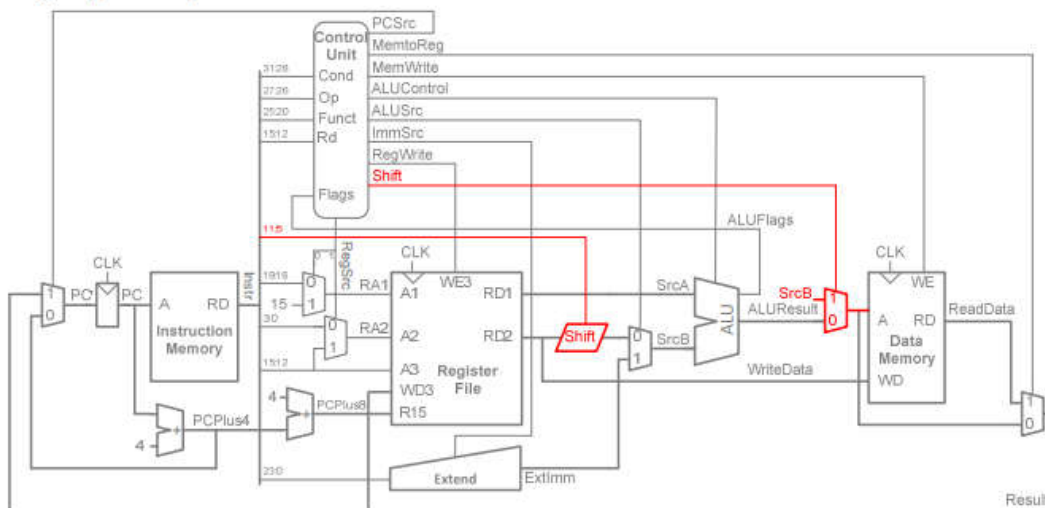 PCSrc
Control
Unit
MemtoReg
MemWrite
ALUControl
ALUSrc
ImmSrc
RegWrite
Shift
31:28
Cond
27:26
Op
25:20
Funct
15:12
Rd
Flags
ALUFlags
11:5
RegSrc
CLK
CLK
CLK
Instr
0 1
19:16
15
3:0
15:12
23:0
1
0
PC'
PC
A
RD
Instruction
Memory
0
1
RA1
0
1
RA2
A1
WE3
RD1
A2
RD2
A3
WD3
R15
Register
File
SrcA
Shift
0
1
SrcB
ALU
SrcB
ALUResult
1
0
WE
A
RD
Data
Memory
WD
ReadData
WriteData
1
0
4
+
PCPlus8
PCPlus4
4
+
Extend
ExtImm
Result